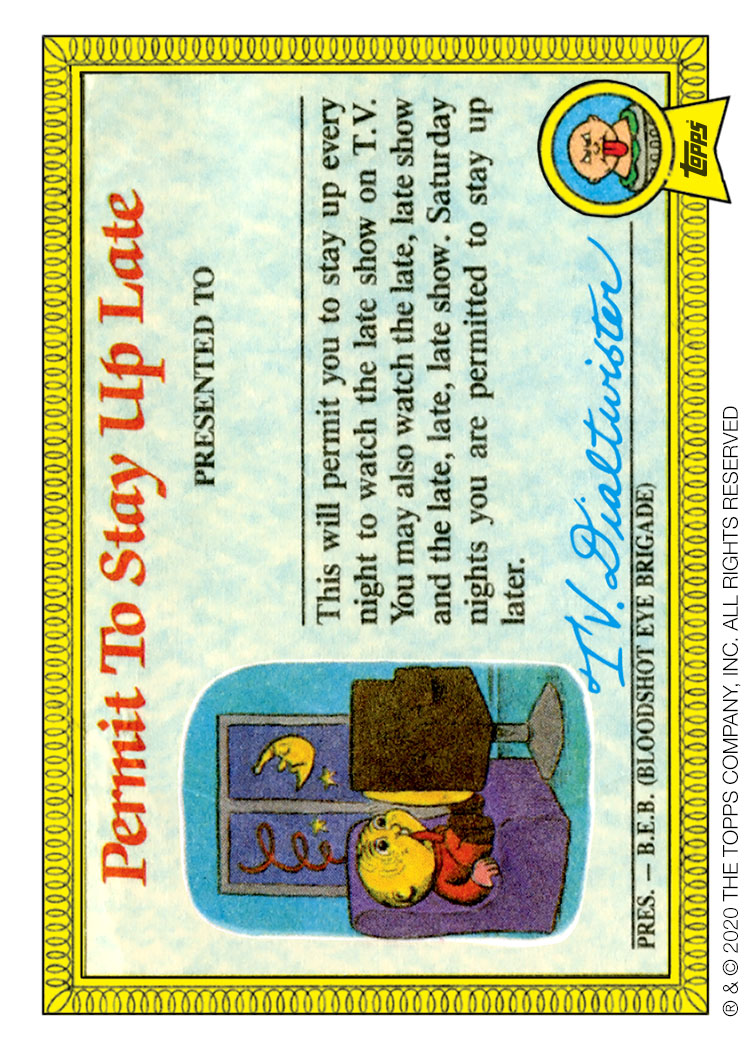 Permit To Stay Up Late
PRESENTED TO
This will permit you to stay up every
night to watch the late show on T.V.
You may also watch the late, late show
and the late, late, late show. Saturday
nights you are permitted to stay up
later.
T.V. Dialtwister
PRES. – B.E.B. (BLOODSHOT EYE BRIGADE)
topps
® & © 2020 THE TOPPS COMPANY, INC. ALL RIGHTS RESERVED